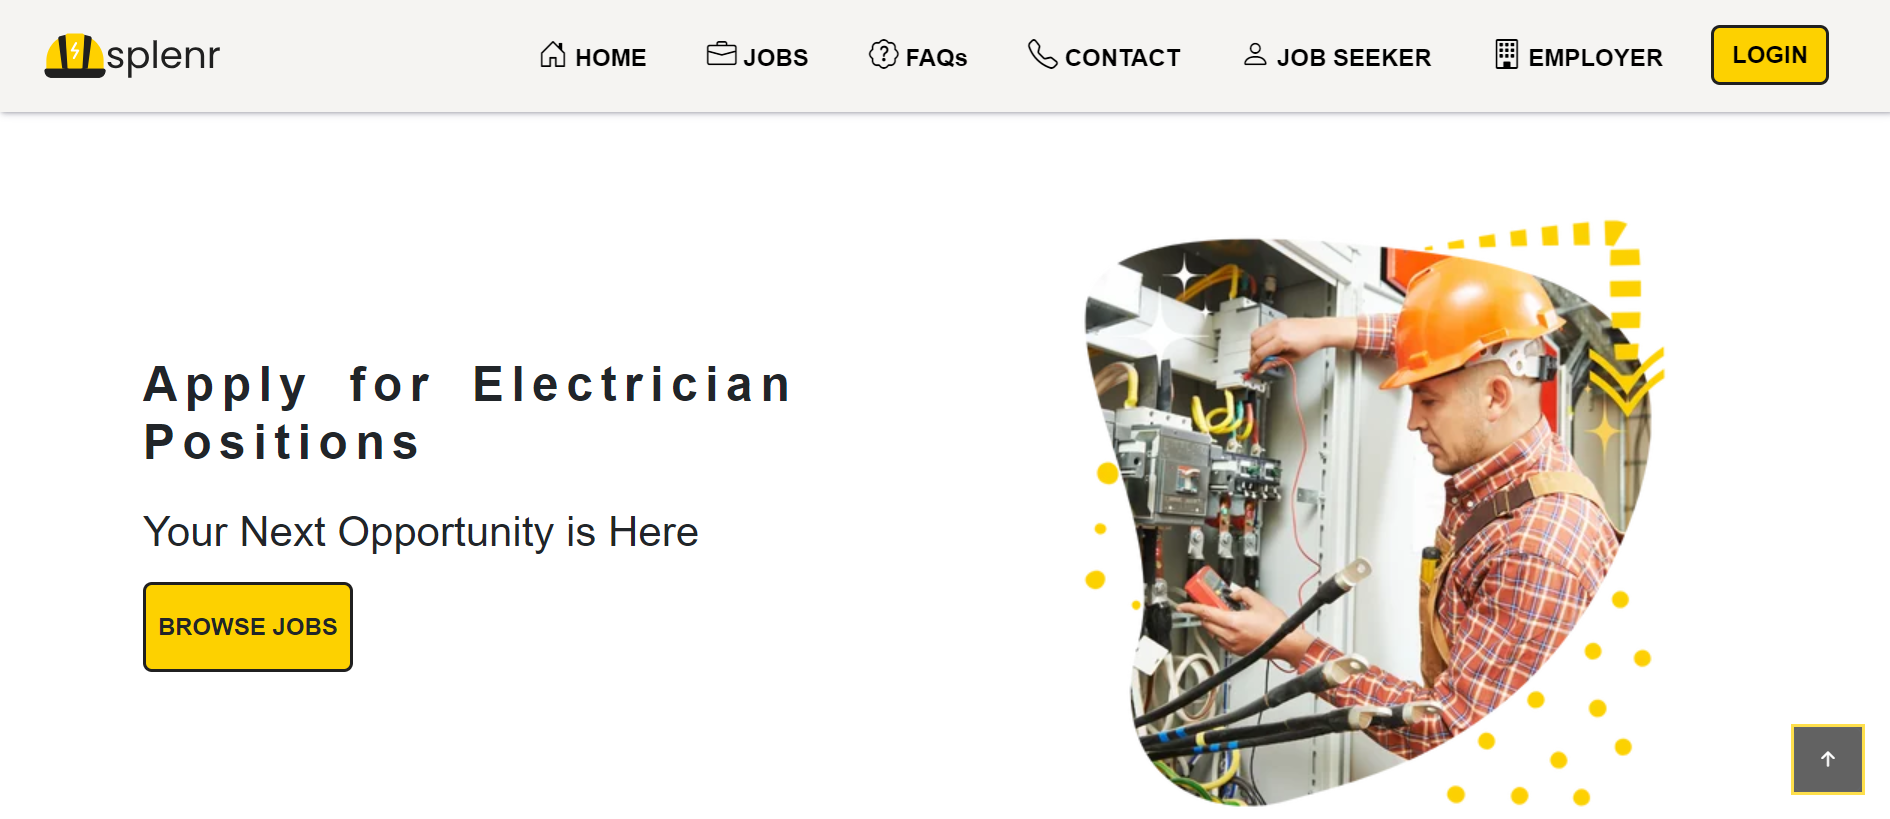 splenr
HOME
JOBS
FAQs
CONTACT
JOB SEEKER
EMPLOYER
LOGIN
Apply for Electrician
Positions
Your Next Opportunity is Here
BROWSE JOBS